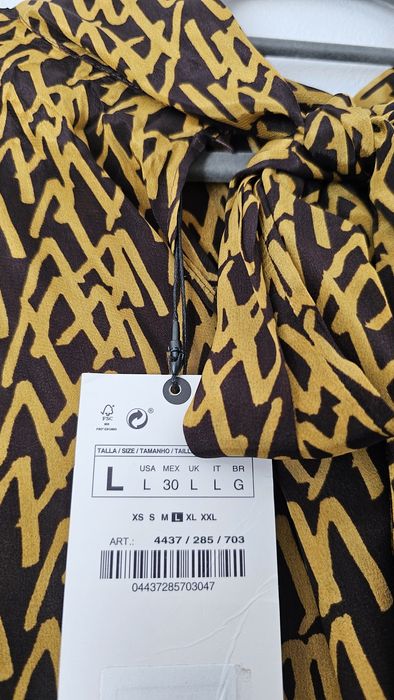 FSC
R
TALLA / SIZE / TAMANHO / TAILL
L
USA MEX UK IT BR
L 30 L L G
XS S M L XL XXL
ART.: 4437 / 285 / 703
04437285703047